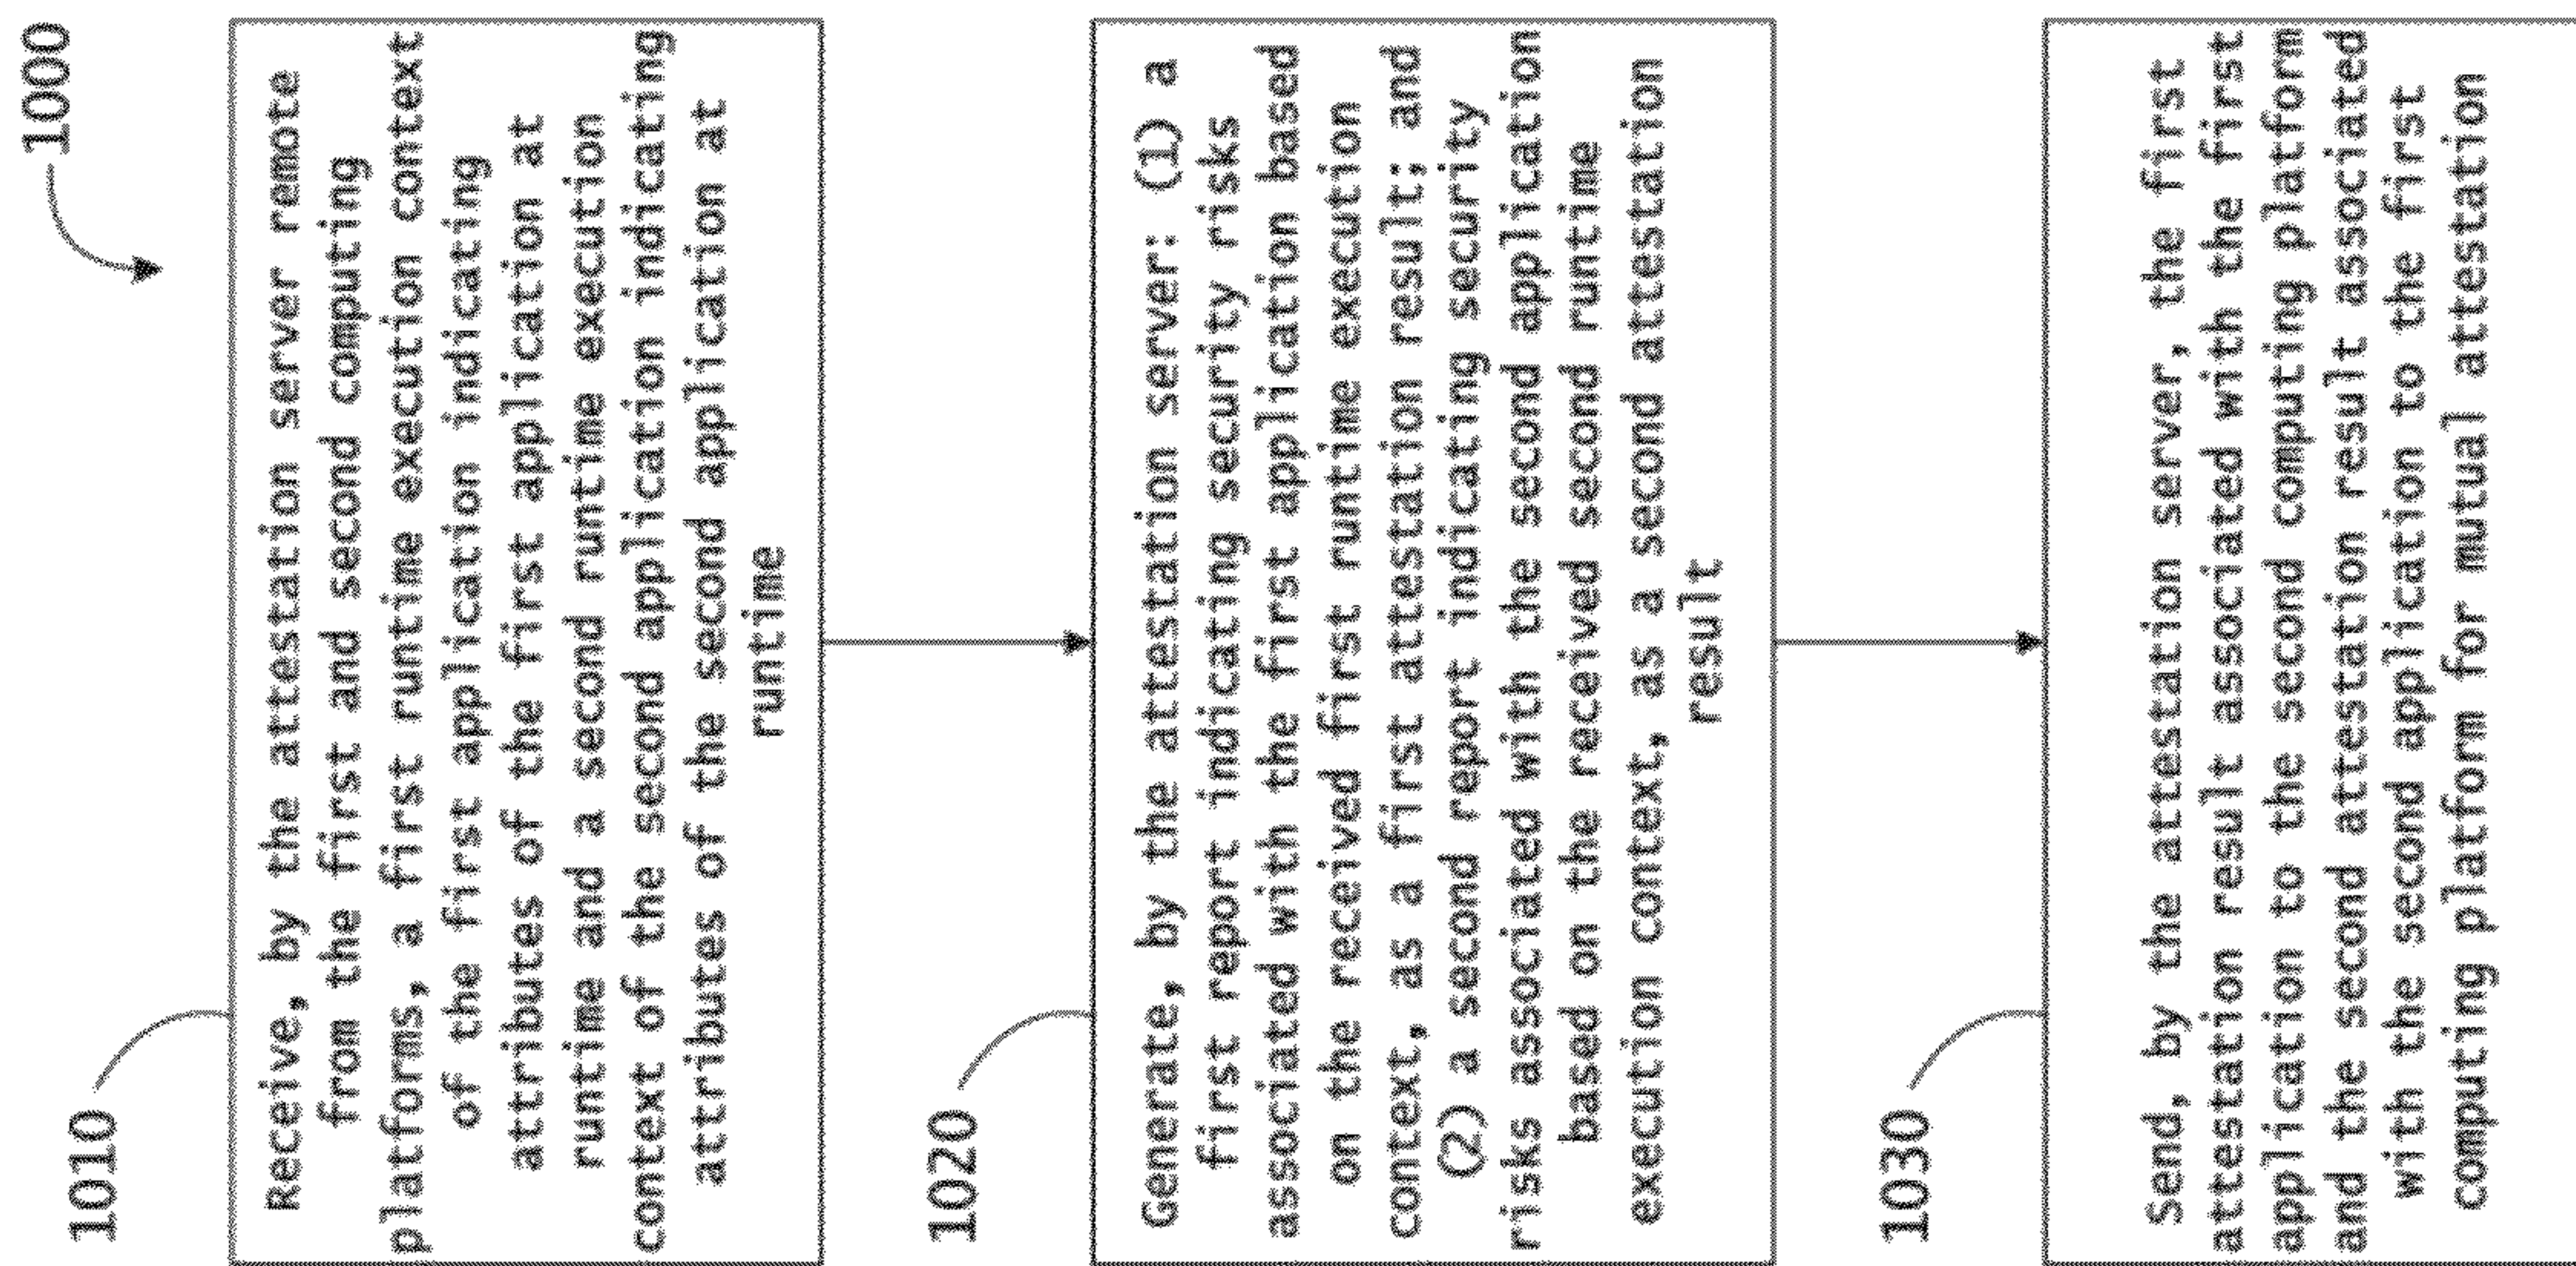 1000
1010
Receive, by the attestation server remote
from the first and second computing
platforms, a first runtime execution context
of the first application indicating
attributes of the first application at
runtime and a second runtime execution
context of the second application indicating
attributes of the second application at
runtime
1020
Generate, by the attestation server: (1) a
first report indicating security risks
associated with the first application based
on the received first runtime execution
context, as a first attestation result; and
(2) a second report indicating security
risks associated with the second application
based on the received second runtime
execution context, as a second attestation
result
1030
Send, by the attestation server, the first
attestation result associated with the first
application to the second computing platform
and the second attestation result associated
with the second application to the first
computing platform for mutual attestation